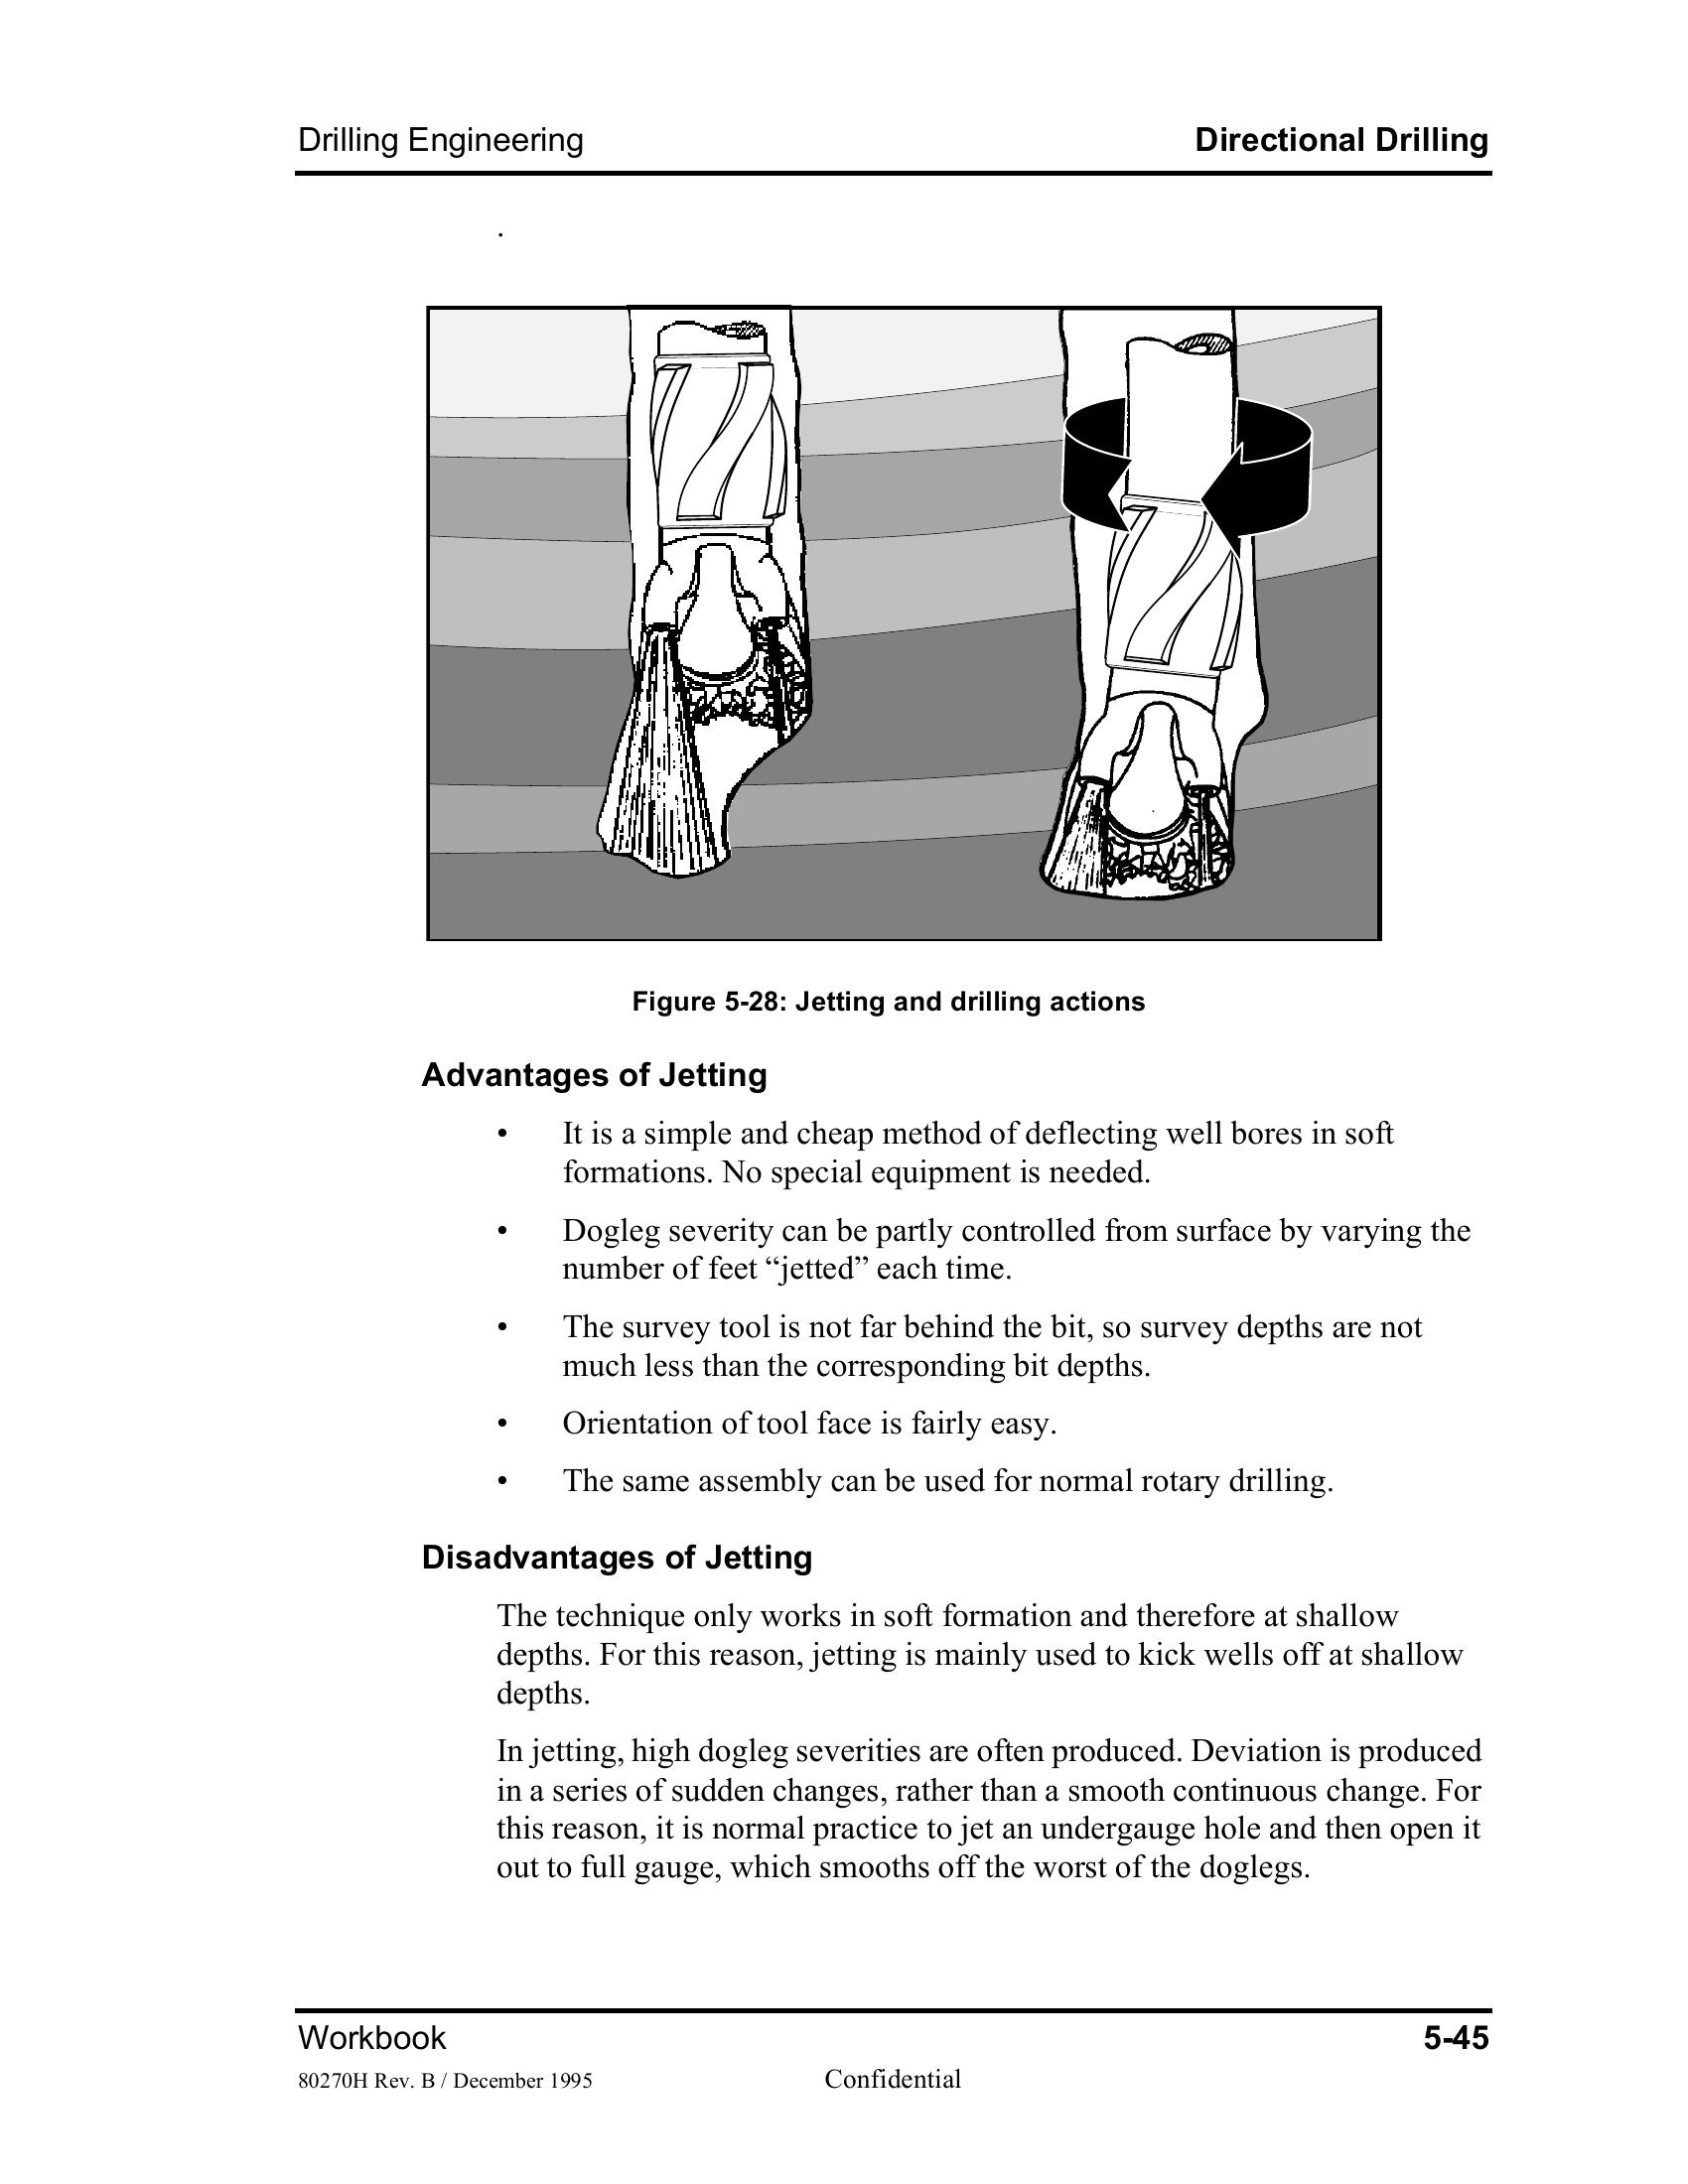 Drilling Engineering Directional Drilling
.
Figure 5-28: Jetting and drilling actions
Advantages of Jetting
• It is a simple and cheap method of deflecting well bores in soft
formations. No special equipment is needed.
• Dogleg severity can be partly controlled from surface by varying the
number of feet “jetted” each time.
• The survey tool is not far behind the bit, so survey depths are not
much less than the corresponding bit depths.
• Orientation of tool face is fairly easy.
• The same assembly can be used for normal rotary drilling.
Disadvantages of Jetting
The technique only works in soft formation and therefore at shallow
depths. For this reason, jetting is mainly used to kick wells off at shallow
depths.
In jetting, high dogleg severities are often produced. Deviation is produced
in a series of sudden changes, rather than a smooth continuous change. For
this reason, it is normal practice to jet an undergauge hole and then open it
out to full gauge, which smooths off the worst of the doglegs.
Workbook 5-45
80270H Rev. B / December 1995 Confidential